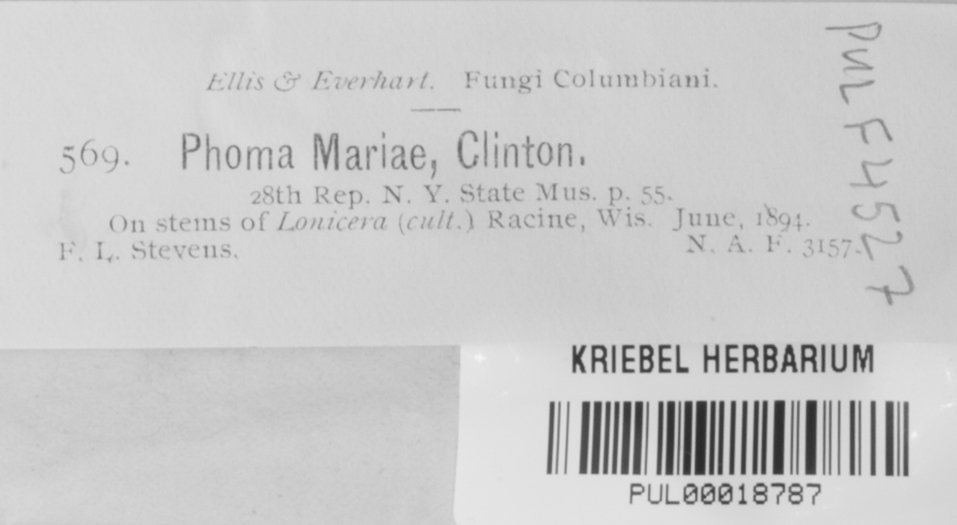 Ellis & Everhart. Fungi Columbiani.
569. Phoma Mariae, Clinton.
28th Rep. N. Y. State Mus. p. 55.
On stems of Lonicera (cult.) Racine, Wis. June, 1894.
F. L. Stevens. N. A. F. 3157.
PUL F4527
KRIEBEL HERBARIUM
PUL00018787